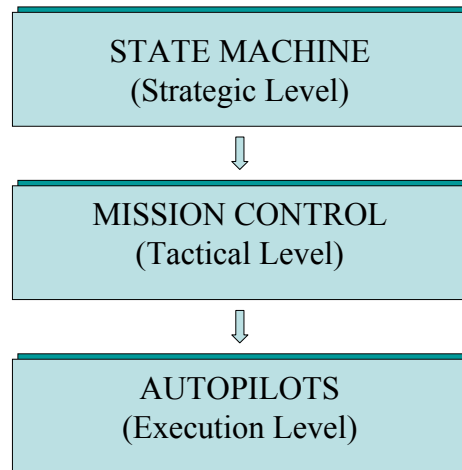 STATE MACHINE
(Strategic Level)
MISSION CONTROL
(Tactical Level)
AUTOPILOTS
(Execution Level)